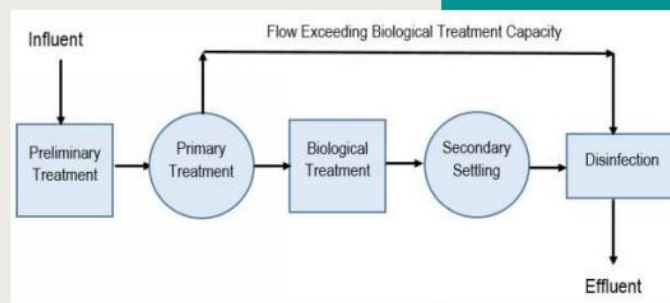 Flow Exceeding Biological Treatment Capacity
Influent
Preliminary
Treatment
Primary
Treatment
Biological
Treatment
Secondary
Settling
Disinfection
Effluent